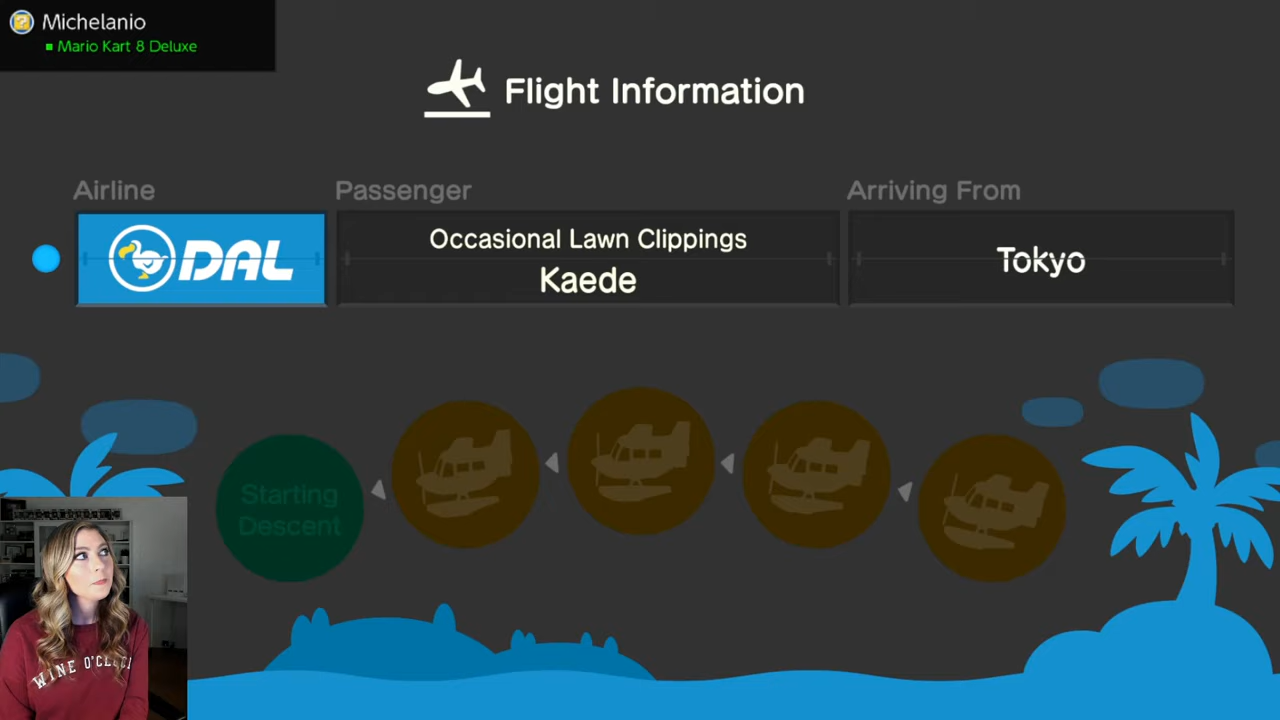 Michelanio
Mario Kart 8 Deluxe
Flight Information
Airline
Passenger
Arriving From
DAL
Occasional Lawn Clippings
Kaede
Tokyo
Starting
Descent
WINE O'CLOCK